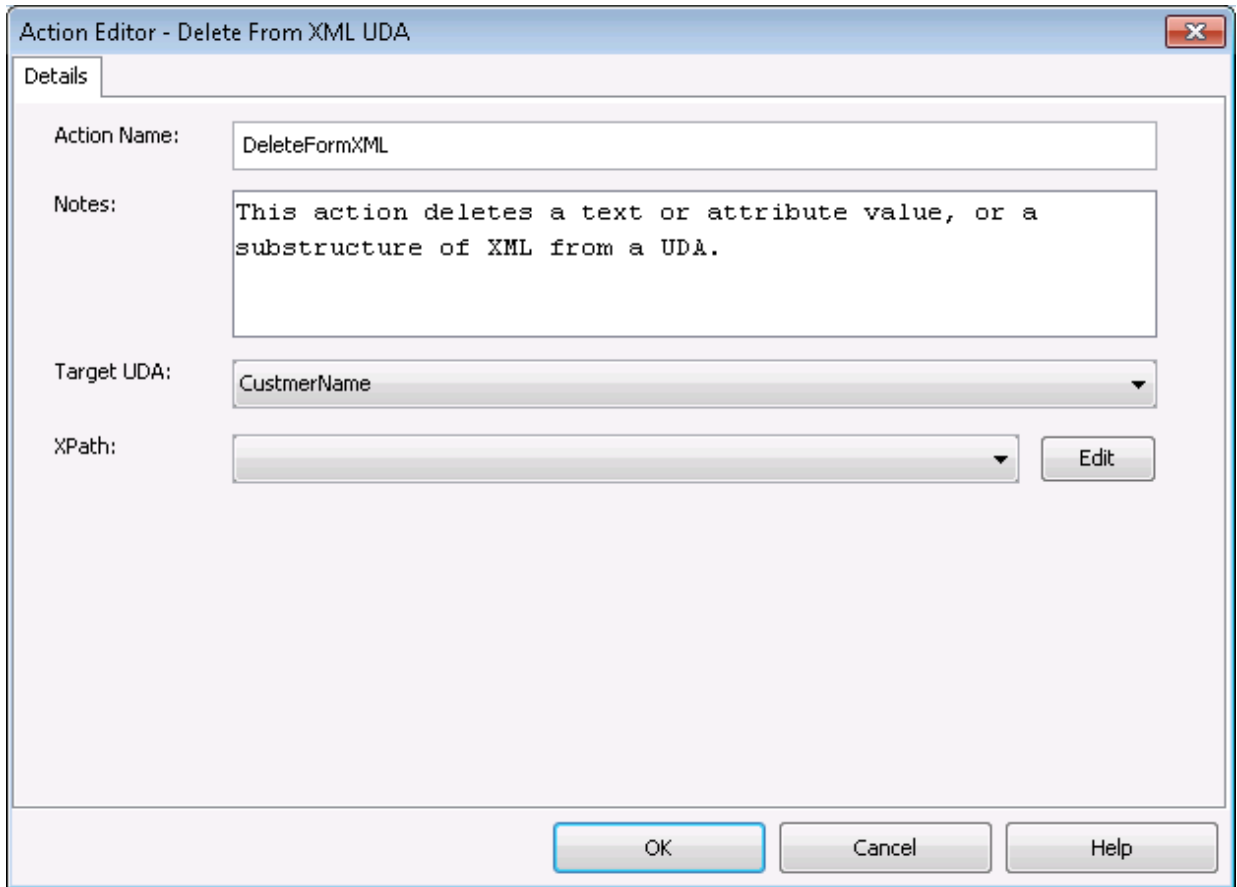 Action Editor - Delete From XML UDA
Details
Action Name:
DeleteFormXML
Notes:
This action deletes a text or attribute value, or a
substructure of XML from a UDA.
Target UDA:
CustmerName
XPath:
Edit
OK
Cancel
Help